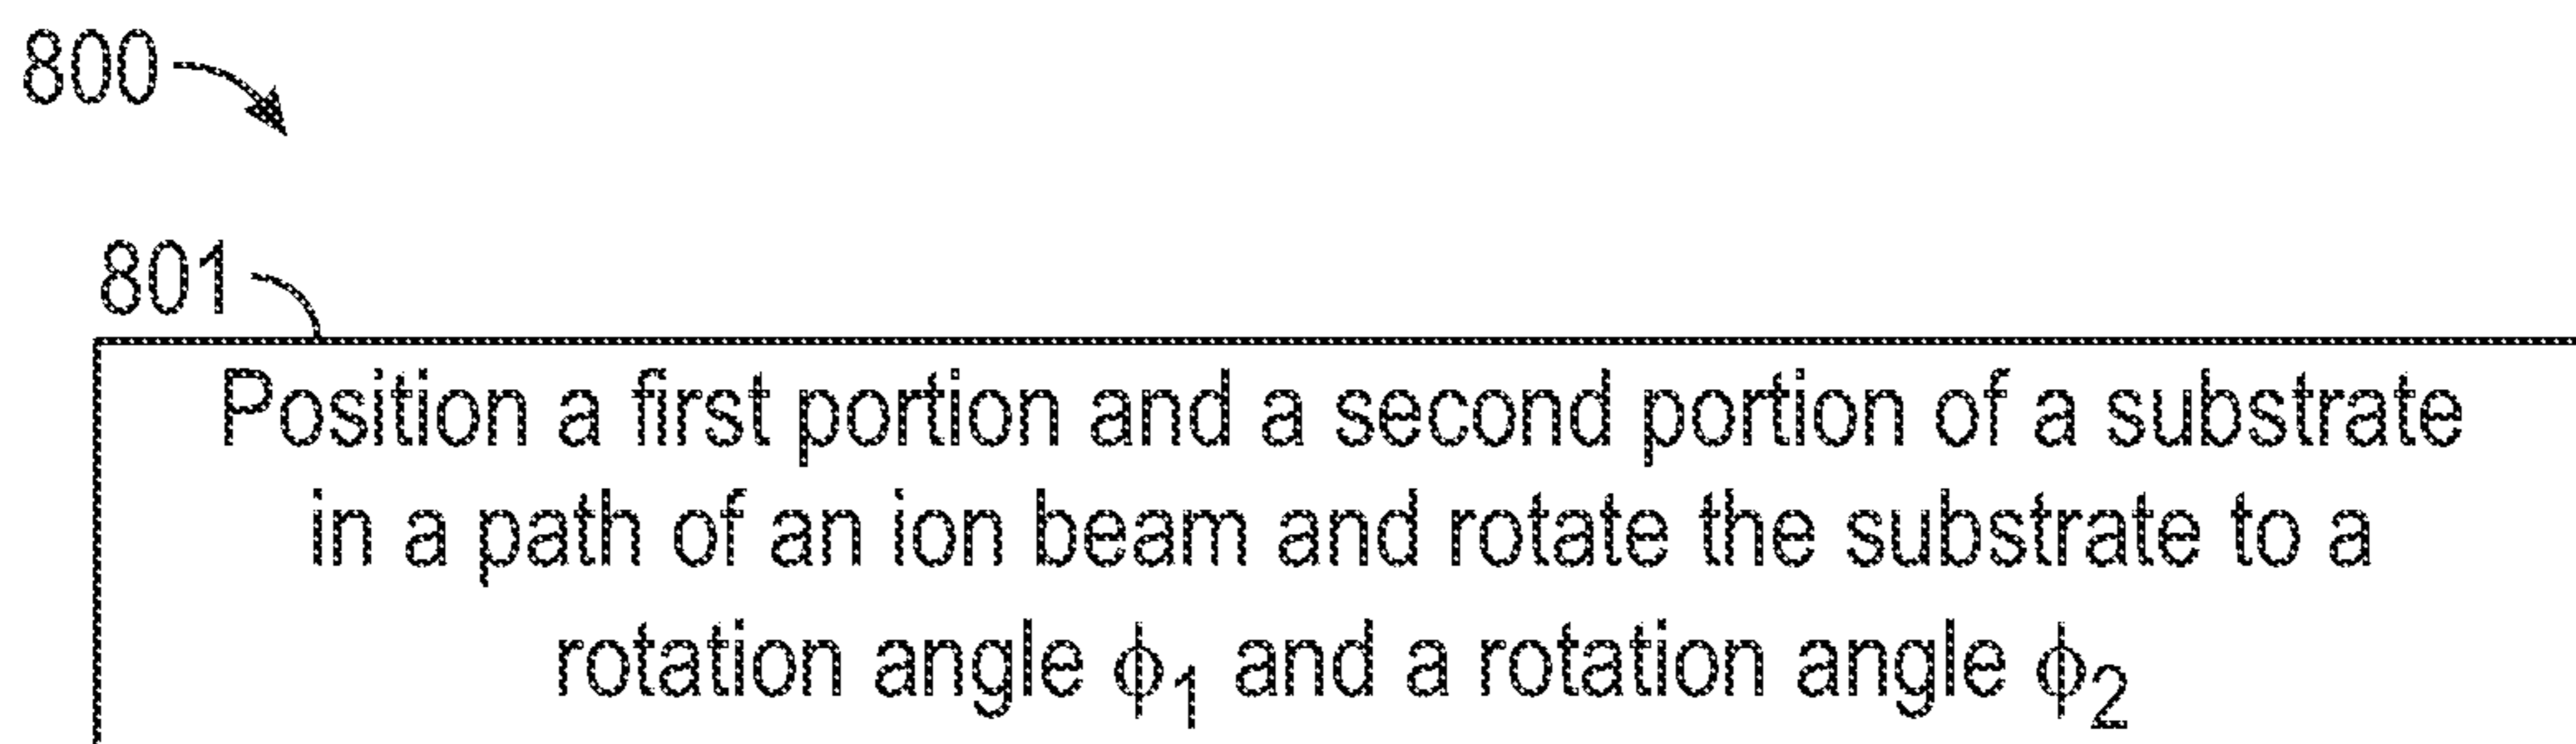 800
801
Position a first portion and a second portion of a substrate
in a path of an ion beam and rotate the substrate to a
rotation angle ϕ₁ and a rotation angle ϕ₂